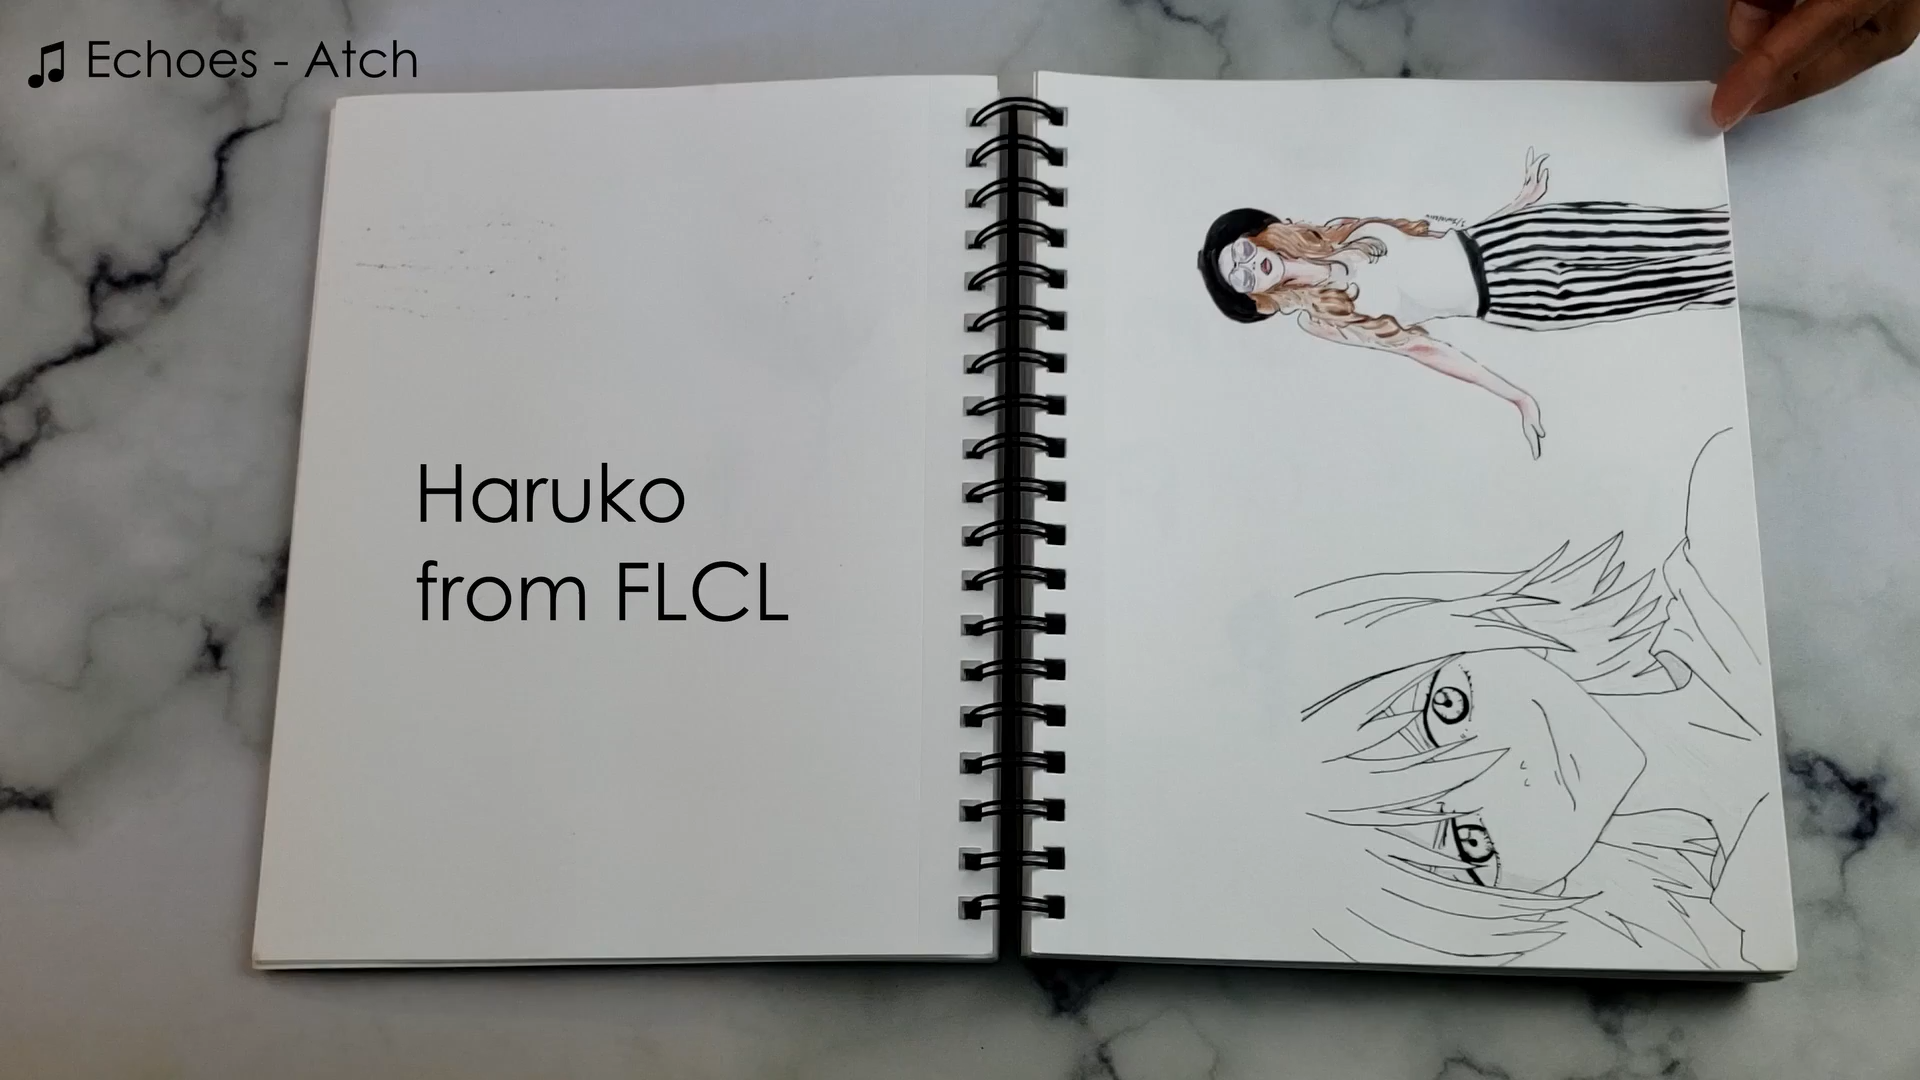 ♫ Echoes - Atch
Haruko
from FLCL